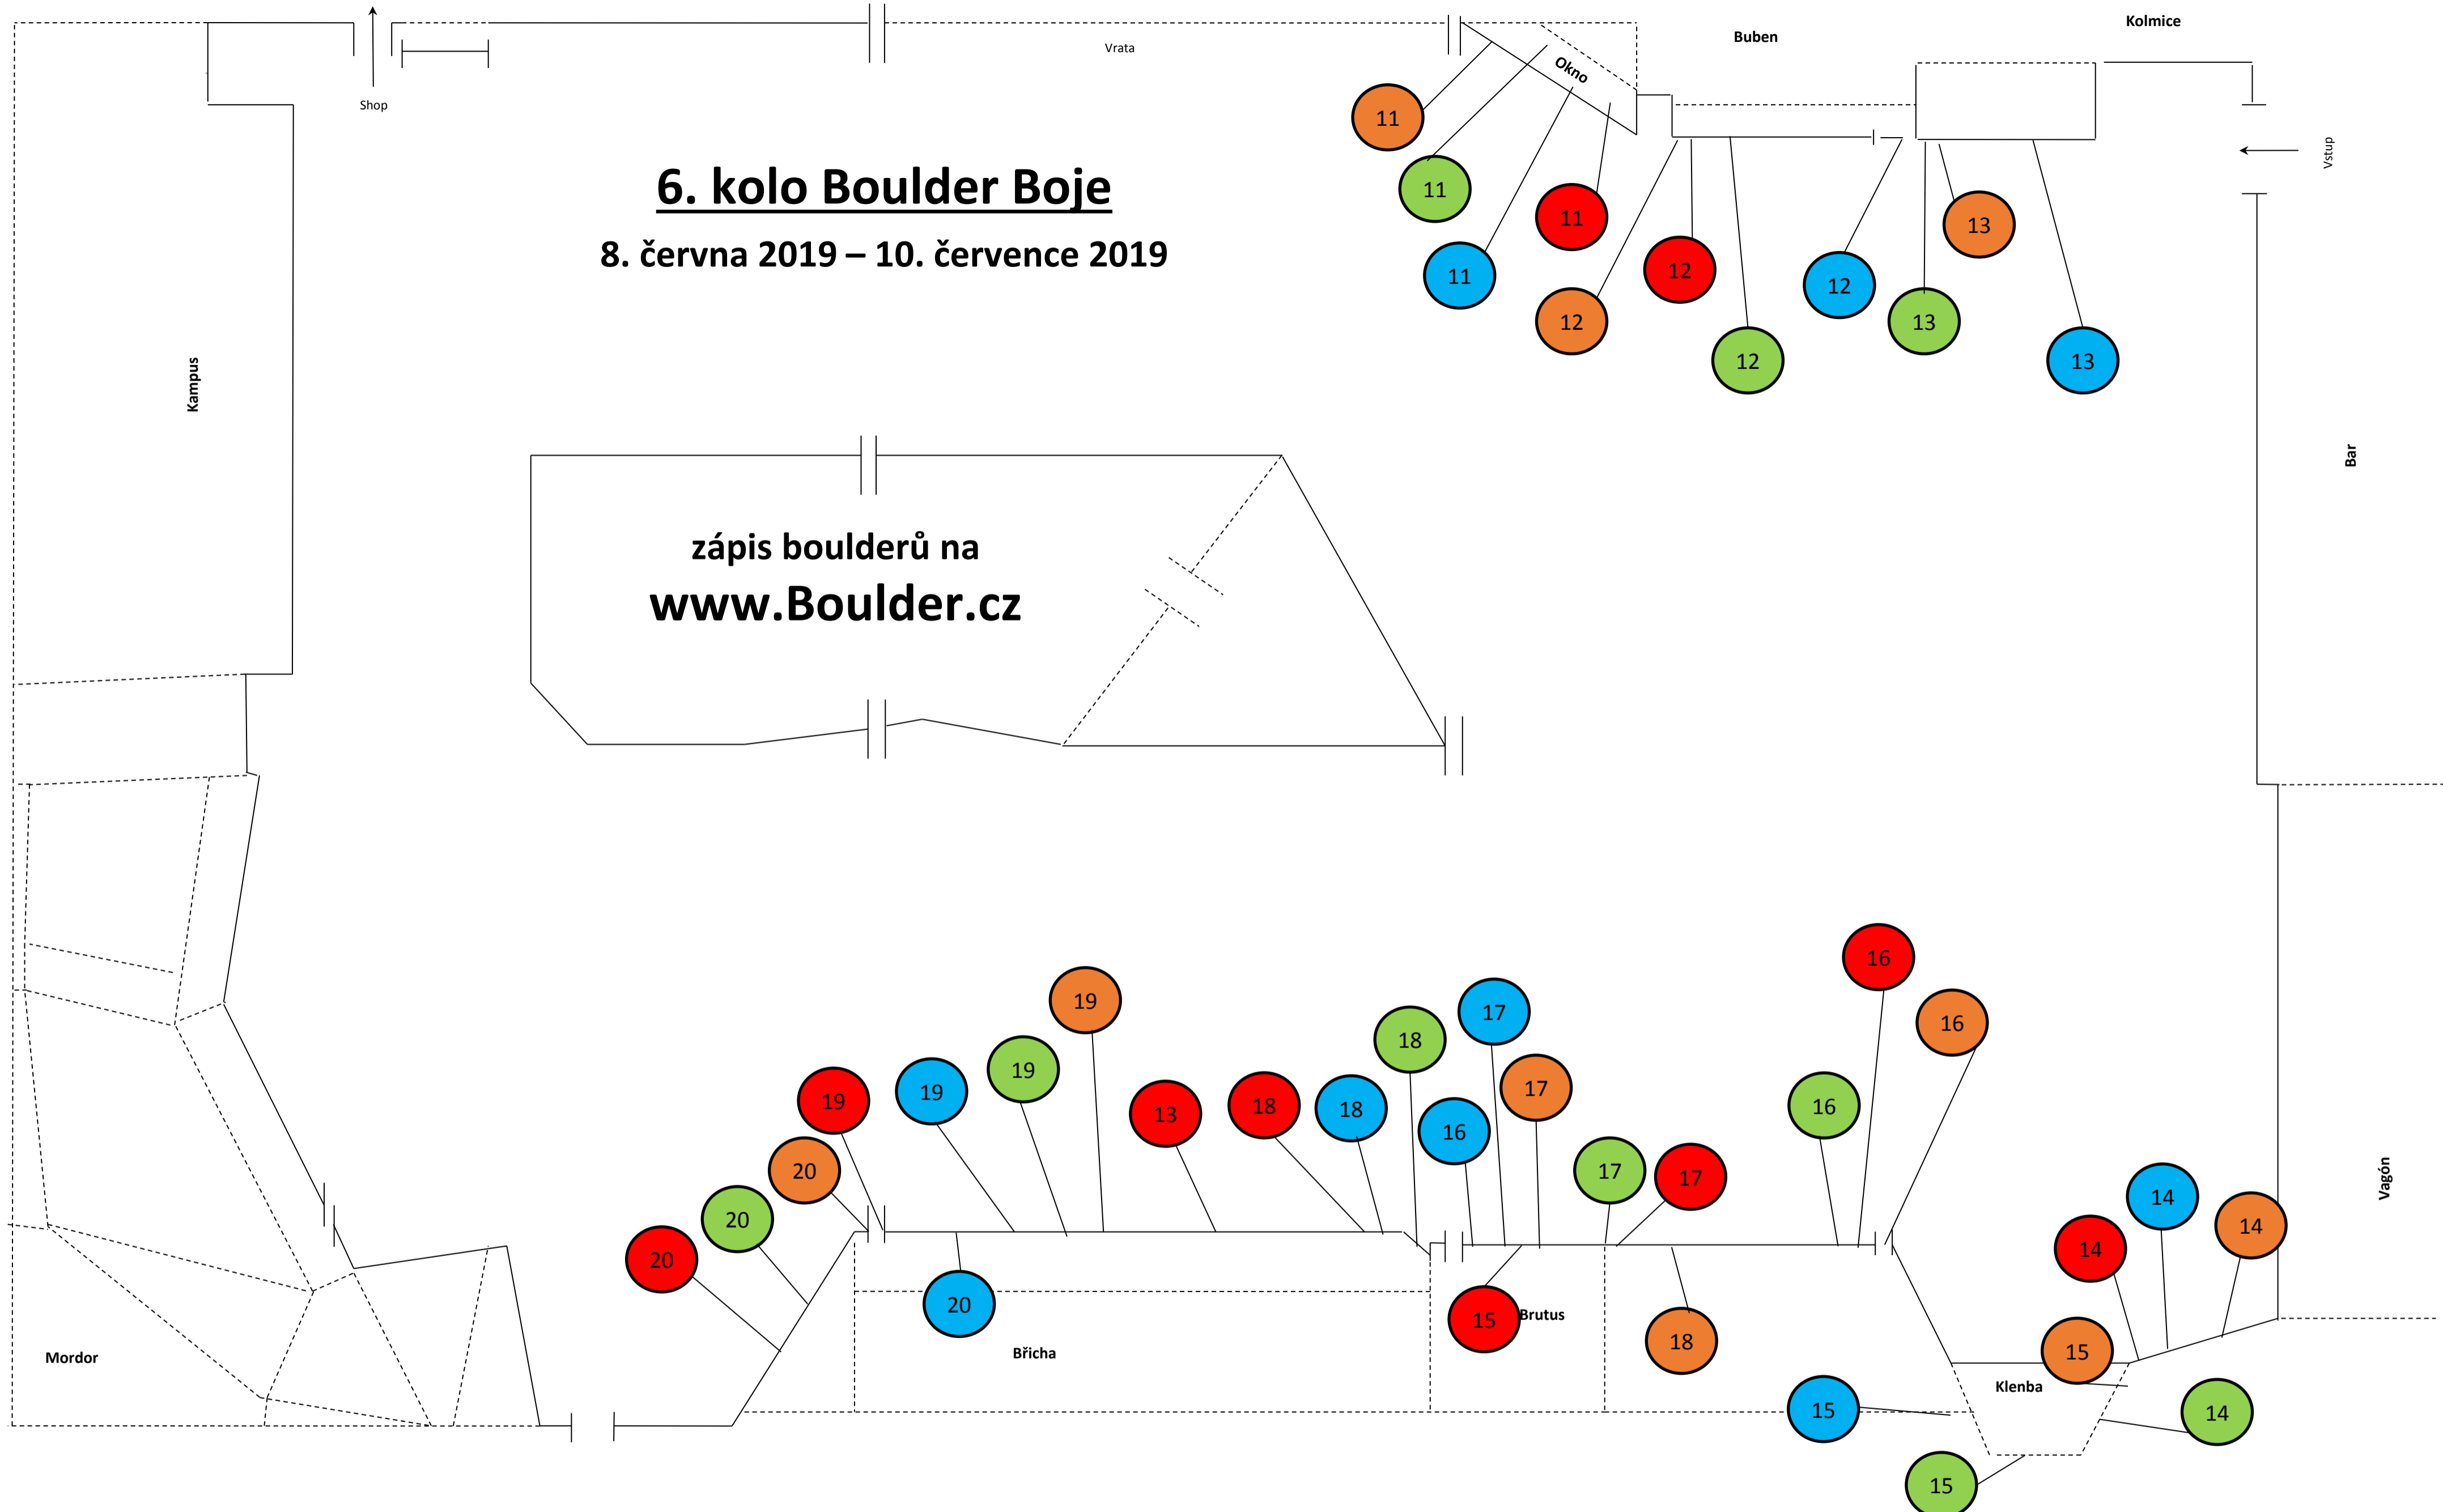 Kolmice
Buben
Vrata
Okno
Shop
11
Vstup
6. kolo Boulder Boje
11
11
13
8. června 2019 – 10. července 2019
11
12
12
12
13
12
13
Kampus
Bar
zápis boulderů na
www.Boulder.cz
16
19
17
16
18
19
17
19
19
13
18
18
16
16
20
17
17
Vagón
20
14
14
14
20
20
15
Brutus
18
Mordor
Břicha
15
Klenba
15
14
15